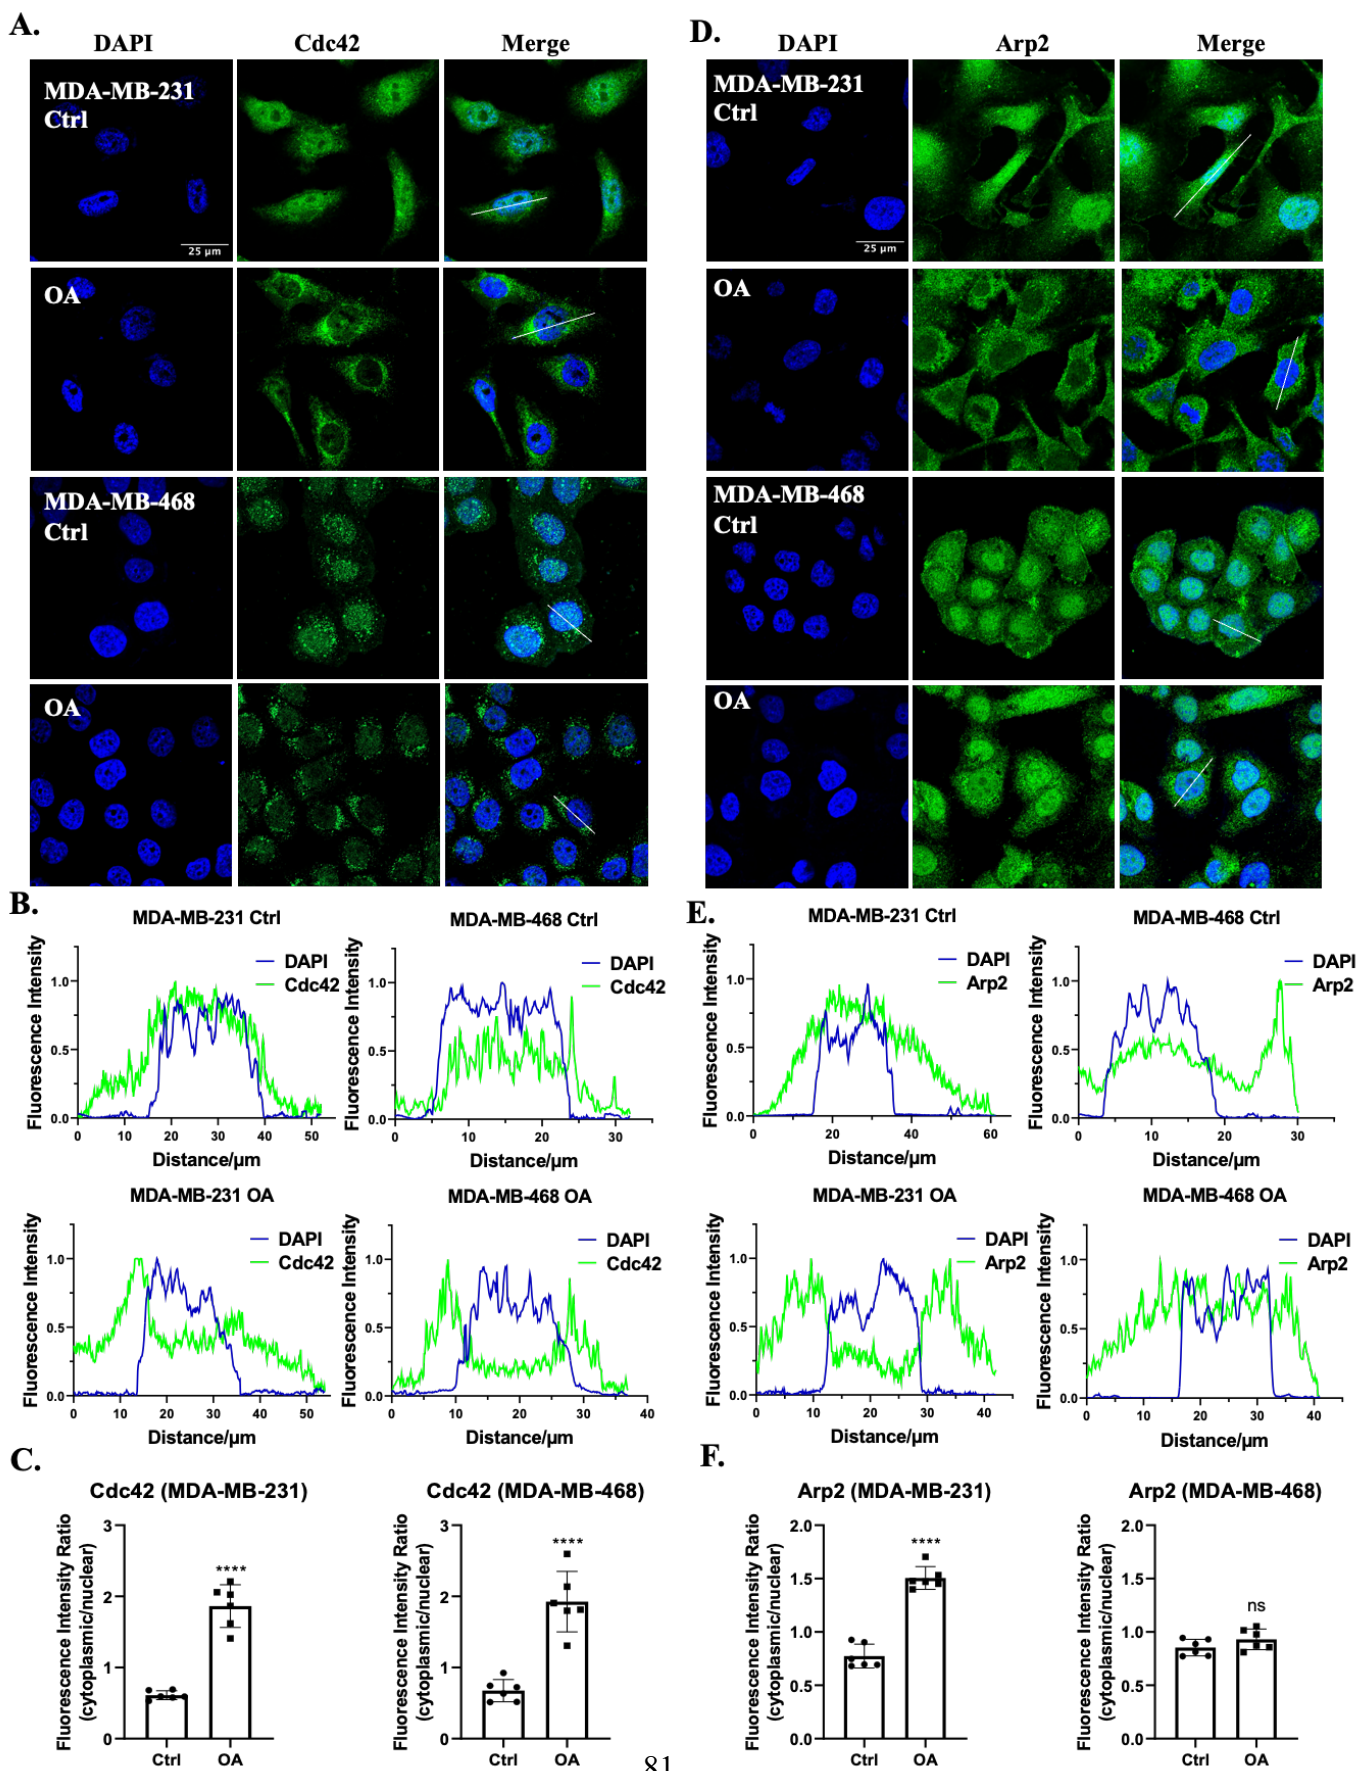 A.
DAPI Cdc42 Merge
MDA-MB-231
Ctrl
25 μm
OA
MDA-MB-468
Ctrl
OA
D.
DAPI Arp2 Merge
MDA-MB-231
Ctrl
25 μm
OA
MDA-MB-468
Ctrl
OA
B.
MDA-MB-231 Ctrl
Fluorescence Intensity
1.0
0.5
0.0
DAPI
Cdc42
0 10 20 30 40 50
Distance/μm
MDA-MB-468 Ctrl
Fluorescence Intensity
1.0
0.5
0.0
DAPI
Cdc42
0 10 20 30
Distance/μm
MDA-MB-231 OA
Fluorescence Intensity
1.0
0.5
0.0
DAPI
Cdc42
0 10 20 30 40 50
Distance/μm
MDA-MB-468 OA
Fluorescence Intensity
1.0
0.5
0.0
DAPI
Cdc42
0 10 20 30 40
Distance/μm
E.
MDA-MB-231 Ctrl
Fluorescence Intensity
1.0
0.5
0.0
DAPI
Arp2
0 20 40 60
Distance/μm
MDA-MB-468 Ctrl
Fluorescence Intensity
1.0
0.5
0.0
DAPI
Arp2
0 10 20 30
Distance/μm
MDA-MB-231 OA
Fluorescence Intensity
1.0
0.5
0.0
DAPI
Arp2
0 10 20 30 40
Distance/μm
MDA-MB-468 OA
Fluorescence Intensity
1.0
0.5
0.0
DAPI
Arp2
0 10 20 30 40
Distance/μm
C.
Cdc42 (MDA-MB-231)
Fluorescence Intensity Ratio
(cytoplasmic/nuclear)
3
2
1
0
****
Ctrl OA
Cdc42 (MDA-MB-468)
Fluorescence Intensity Ratio
(cytoplasmic/nuclear)
3
2
1
0
****
Ctrl OA
F.
Arp2 (MDA-MB-231)
Fluorescence Intensity Ratio
(cytoplasmic/nuclear)
2.0
1.5
1.0
0.5
0.0
****
Ctrl OA
Arp2 (MDA-MB-468)
Fluorescence Intensity Ratio
(cytoplasmic/nuclear)
2.0
1.5
1.0
0.5
0.0
ns
Ctrl OA
81